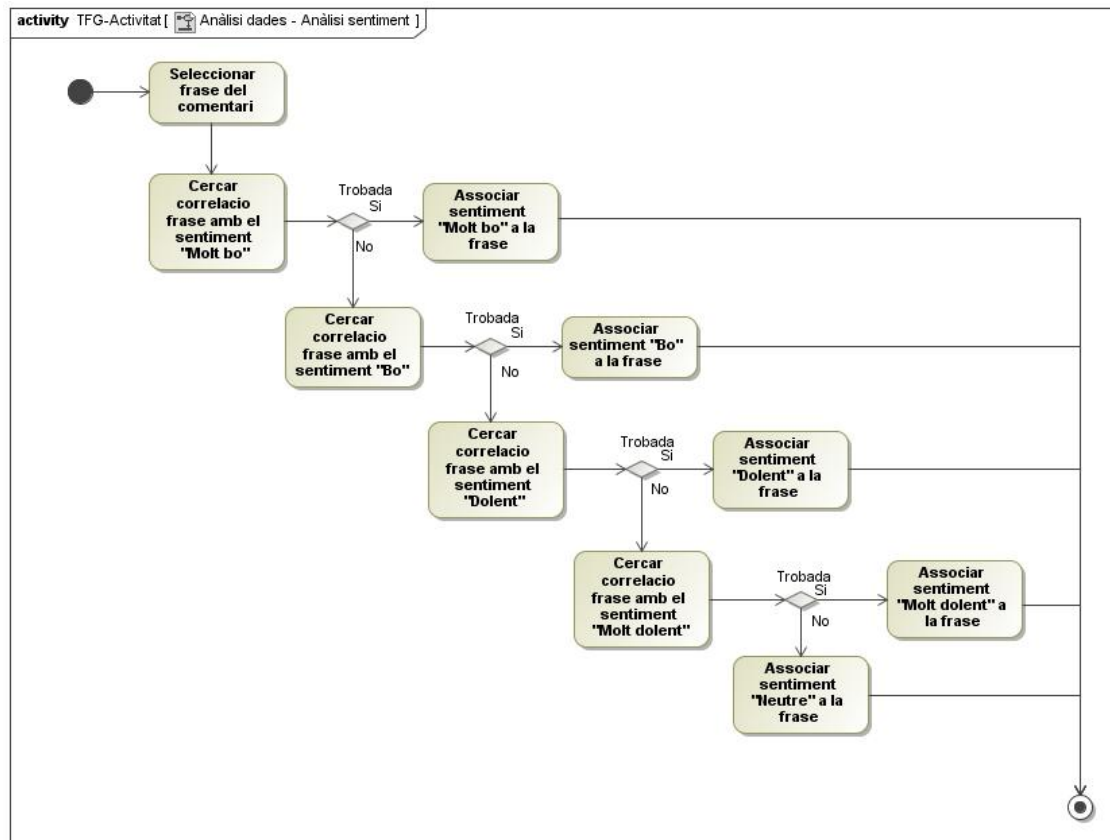 activity TFG-Activitat [ Anàlisi dades - Anàlisi sentiment ]
Seleccionar
frase del
comentari
Cercar
correlacio
frase amb el
sentiment
"Molt bo"
Trobada
Si
No
Associar
sentiment
"Molt bo" a la
frase
Cercar
correlacio
frase amb el
sentiment "Bo"
Trobada
Si
No
Associar
sentiment "Bo"
a la frase
Cercar
correlacio
frase amb el
sentiment
"Dolent"
Trobada
Si
No
Associar
sentiment
"Dolent" a la
frase
Cercar
correlacio
frase amb el
sentiment
"Molt dolent"
Trobada
Si
No
Associar
sentiment
"Molt dolent" a
la frase
Associar
sentiment
"Neutre" a la
frase